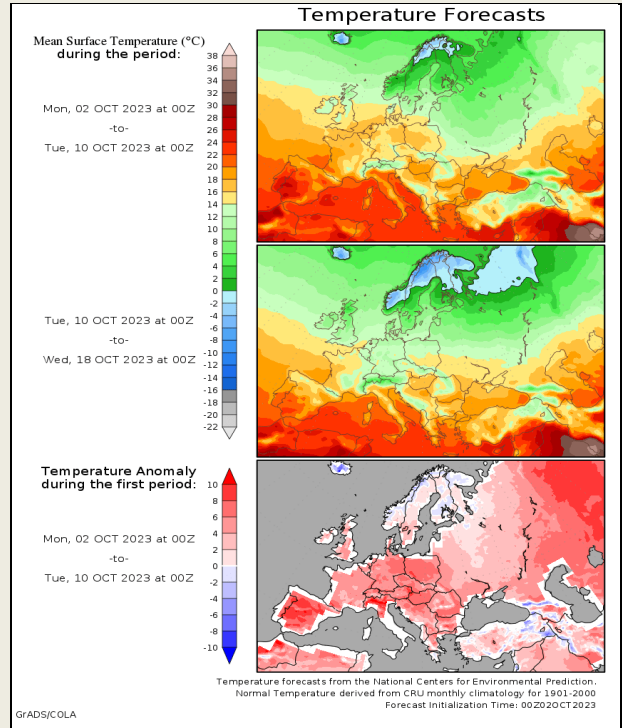 Temperature Forecasts
Mean Surface Temperature (°C)
during the period:
Mon, 02 OCT 2023 at 00Z
-to-
Tue, 10 OCT 2023 at 00Z
38
36
34
32
30
28
26
24
22
20
18
16
14
12
10
8
6
4
2
0
-2
-4
-6
-8
-10
-12
-14
-16
-18
-20
-22
Tue, 10 OCT 2023 at 00Z
-to-
Wed, 18 OCT 2023 at 00Z
Temperature Anomaly
during the first period:
Mon, 02 OCT 2023 at 00Z
-to-
Tue, 10 OCT 2023 at 00Z
10
8
6
4
2
0
-2
-4
-6
-8
-10
Temperature forecasts from the National Centers for Environmental Prediction.
Normal Temperature derived from CRU monthly climatology for 1901-2000
Forecast Initialization Time: 00Z02OCT2023
GrADS/COLA